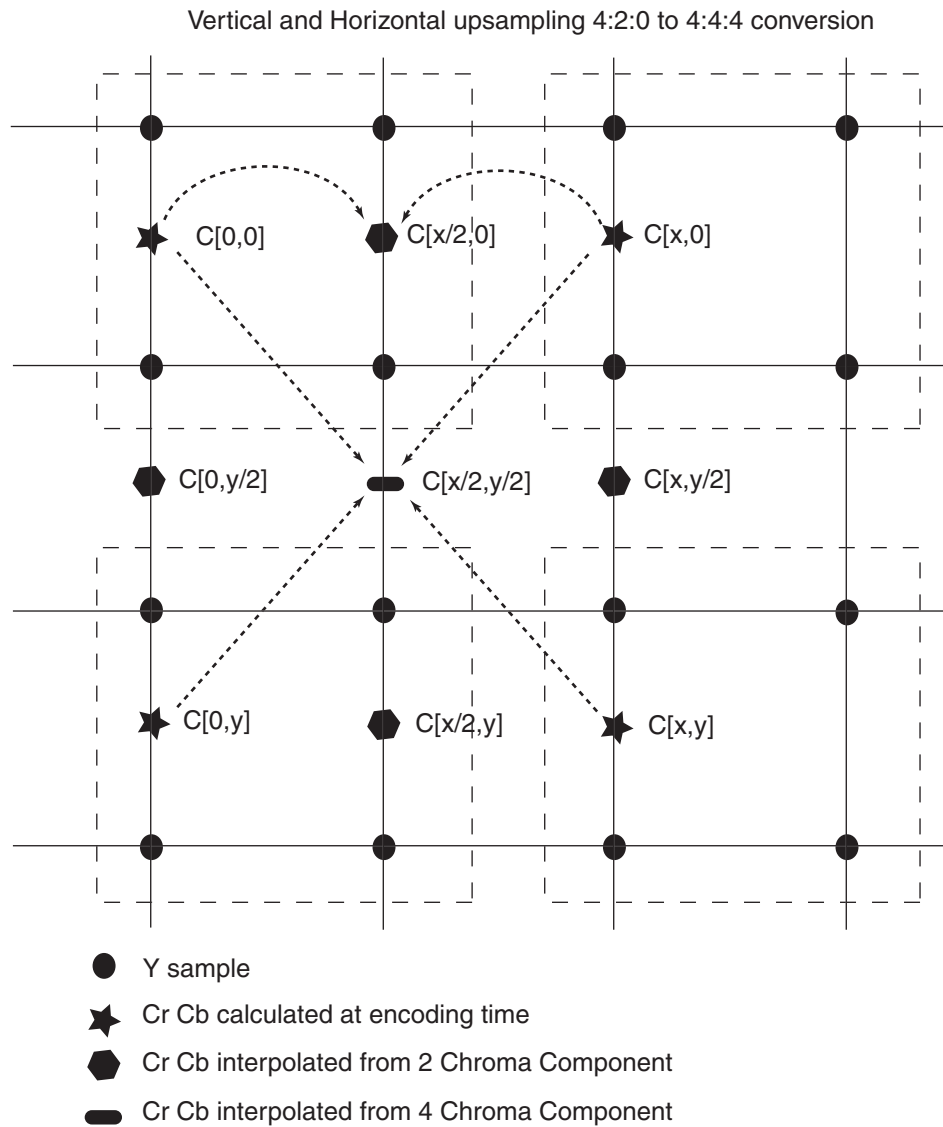 Vertical and Horizontal upsampling 4:2:0 to 4:4:4 conversion
C[0,0]
C[x/2,0]
C[x,0]
C[0,y/2]
C[x/2,y/2]
C[x,y/2]
C[0,y]
C[x/2,y]
C[x,y]
Y sample
Cr Cb calculated at encoding time
Cr Cb interpolated from 2 Chroma Component
Cr Cb interpolated from 4 Chroma Component